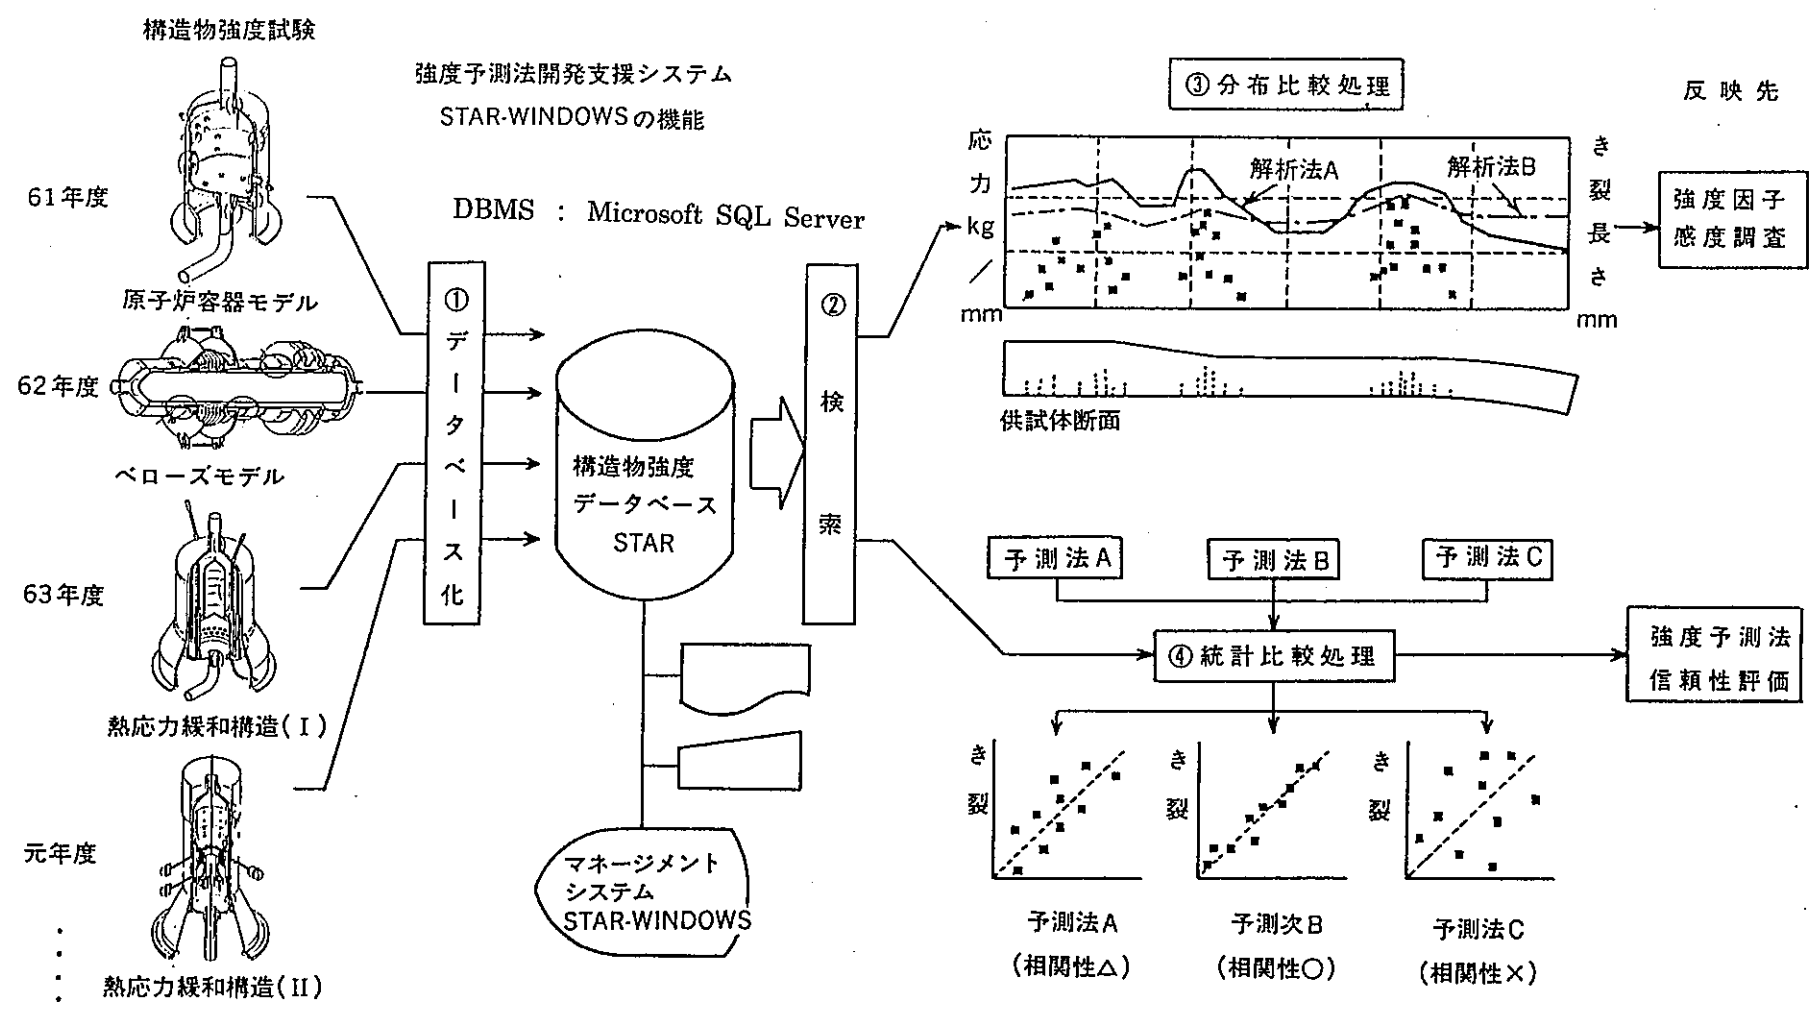 構造物強度試験
強度予測法開発支援システム
STAR-WINDOWSの機能
DBMS : Microsoft SQL Server
61年度
原子炉容器モデル
62年度
ベローズモデル
63年度
熱応力緩和構造(I)
元年度
熱応力緩和構造(II)
①データベース化
構造物強度
データベース
STAR
マネージメント
システム
STAR-WINDOWS
②検索
③分布比較処理
反映先
応力kg/mm
解析法A
解析法B
き裂長さmm
強度因子
感度調査
供試体断面
予測法A
予測法B
予測法C
④統計比較処理
強度予測法
信頼性評価
き裂
き裂
き裂
予測法A
(相関性△)
予測次B
(相関性○)
予測法C
(相関性×)